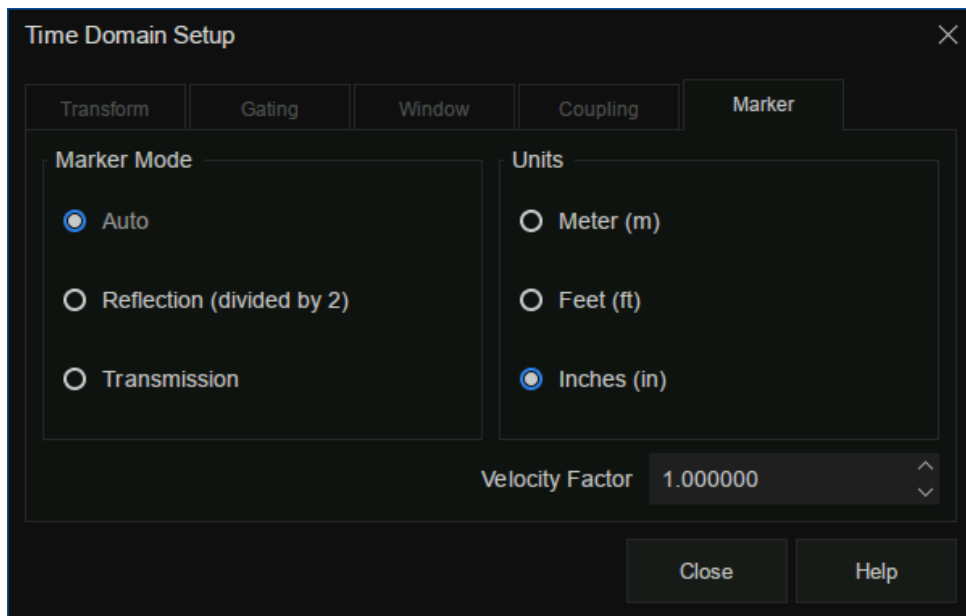 Time Domain Setup
Transform Gating Window Coupling Marker
Marker Mode
Auto
Reflection (divided by 2)
Transmission
Units
Meter (m)
Feet (ft)
Inches (in)
Velocity Factor 1.000000
Close Help